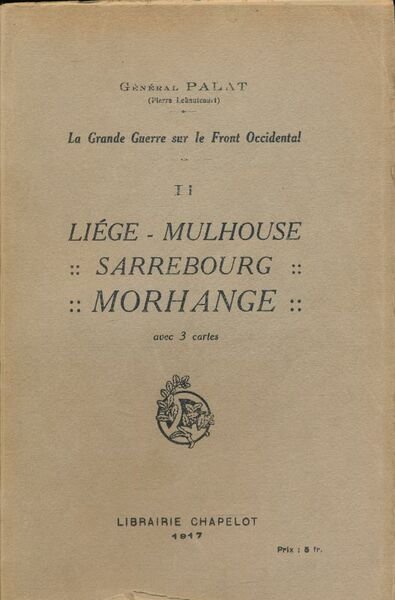 Général PALAT
(Pierre Lehautcourt)
La Grande Guerre sur le Front Occidental
II
LIÉGE - MULHOUSE
:: SARREBOURG ::
:: MORHANGE ::
avec 3 cartes
LIBRAIRIE CHAPELOT
1917
Prix : 5 fr.